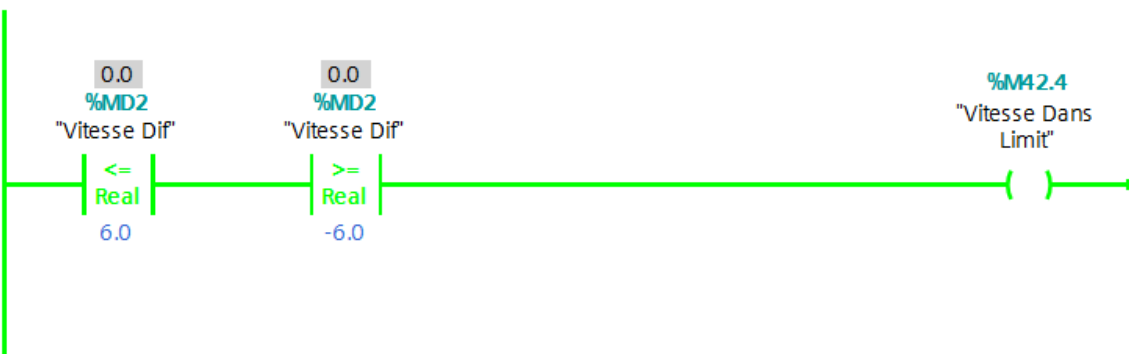 0.0
%MD2
"Vitesse Dif"
<=
Real
6.0
0.0
%MD2
"Vitesse Dif"
>=
Real
-6.0
%M42.4
"Vitesse Dans
Limit"